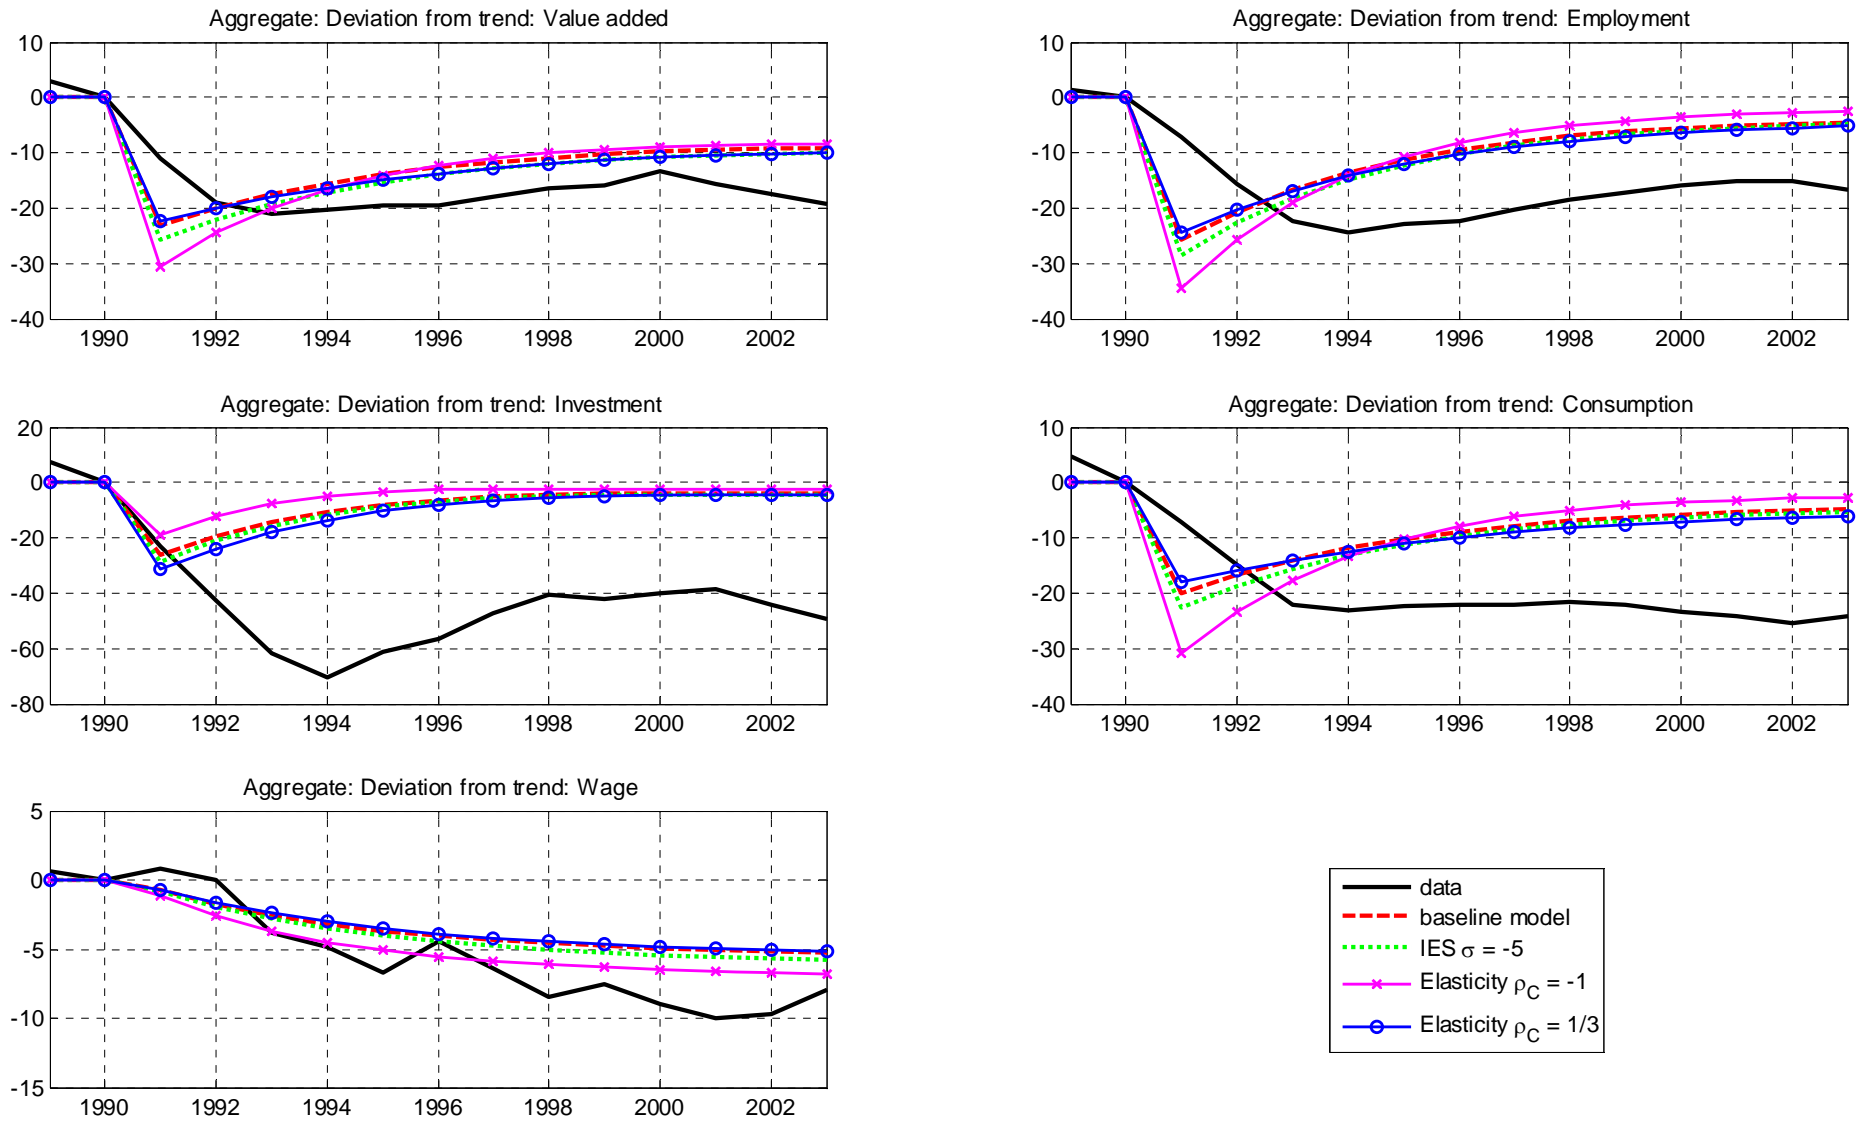 Aggregate: Deviation from trend: Value added
10
0
-10
-20
-30
-40
1990 1992 1994 1996 1998 2000 2002
Aggregate: Deviation from trend: Employment
10
0
-10
-20
-30
-40
1990 1992 1994 1996 1998 2000 2002
Aggregate: Deviation from trend: Investment
20
0
-20
-40
-60
-80
1990 1992 1994 1996 1998 2000 2002
Aggregate: Deviation from trend: Consumption
10
0
-10
-20
-30
-40
1990 1992 1994 1996 1998 2000 2002
Aggregate: Deviation from trend: Wage
5
0
-5
-10
-15
1990 1992 1994 1996 1998 2000 2002
data
baseline model
IES σ = -5
Elasticity ρC = -1
Elasticity ρC = 1/3